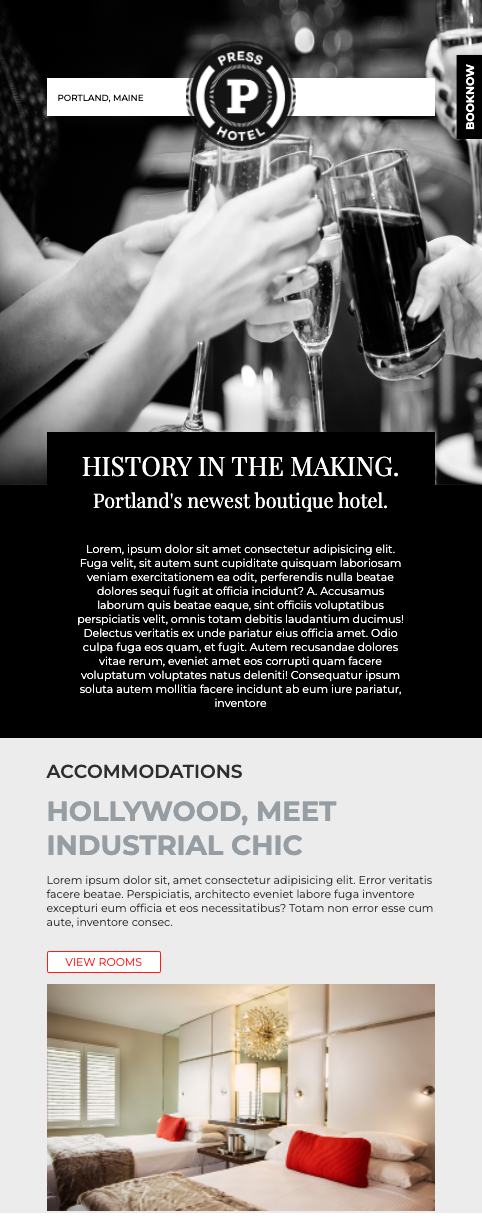 PRESS
PORTLAND, MAINE
P
HOTEL
BOOKNOW
HISTORY IN THE MAKING.
Portland's newest boutique hotel.
Lorem, ipsum dolor sit amet consectetur adipisicing elit.
Fuga velit, sit autem sunt cupiditate quisquam laboriosam
veniam exercitationem ea odit, perferendis nulla beatae
dolores sequi fugit at officia incidunt? A. Accusamus
laborum quis beatae eaque, sint officiis voluptatibus
perspiciatis velit, omnis totam debitis laudantium ducimus!
Delectus veritatis ex unde pariatur eius officia amet. Odio
culpa fuga eos quam, et fugit. Autem recusandae dolores
vitae rerum, eveniet amet eos corrupti quam facere
voluptatum voluptates natus deleniti! Consequatur ipsum
soluta autem mollitia facere incidunt ab eum iure pariatur,
inventore
ACCOMMODATIONS
HOLLYWOOD, MEET
INDUSTRIAL CHIC
Lorem ipsum dolor sit, amet consectetur adipisicing elit. Error veritatis
facere beatae. Perspiciatis, architecto eveniet labore fuga inventore
excepturi eum officia et eos necessitatibus? Totam non error esse cum
aute, inventore consec.
VIEW ROOMS